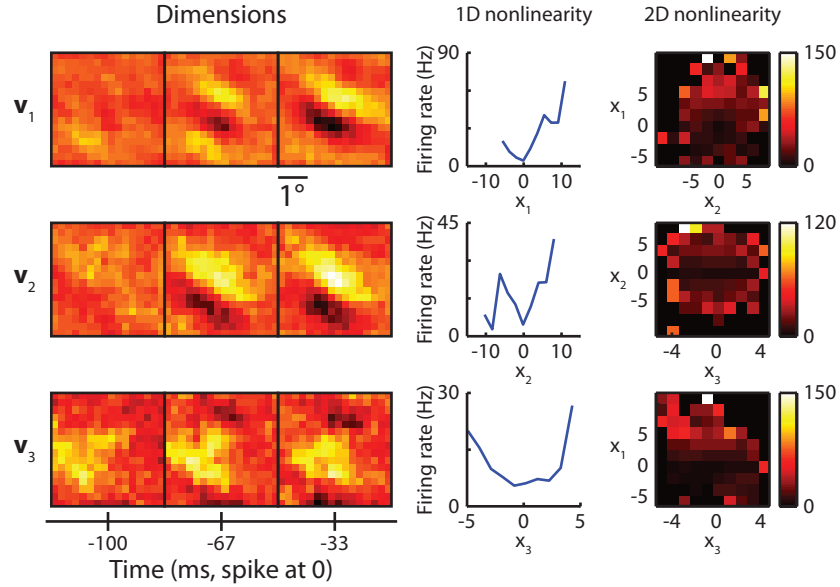 Dimensions
1D nonlinearity
2D nonlinearity
v1
1°
Firing rate (Hz)
90
0
-10 0 10
x1
x1
5
-5
-5 0 5
x2
150
0
v2
Firing rate (Hz)
45
0
-10 0 10
x2
x2
5
-5
-4 0 4
x3
120
0
v3
Firing rate (Hz)
30
0
-5 0 5
x3
x1
5
-5
-4 0 4
x3
150
0
-100 -67 -33
Time (ms, spike at 0)